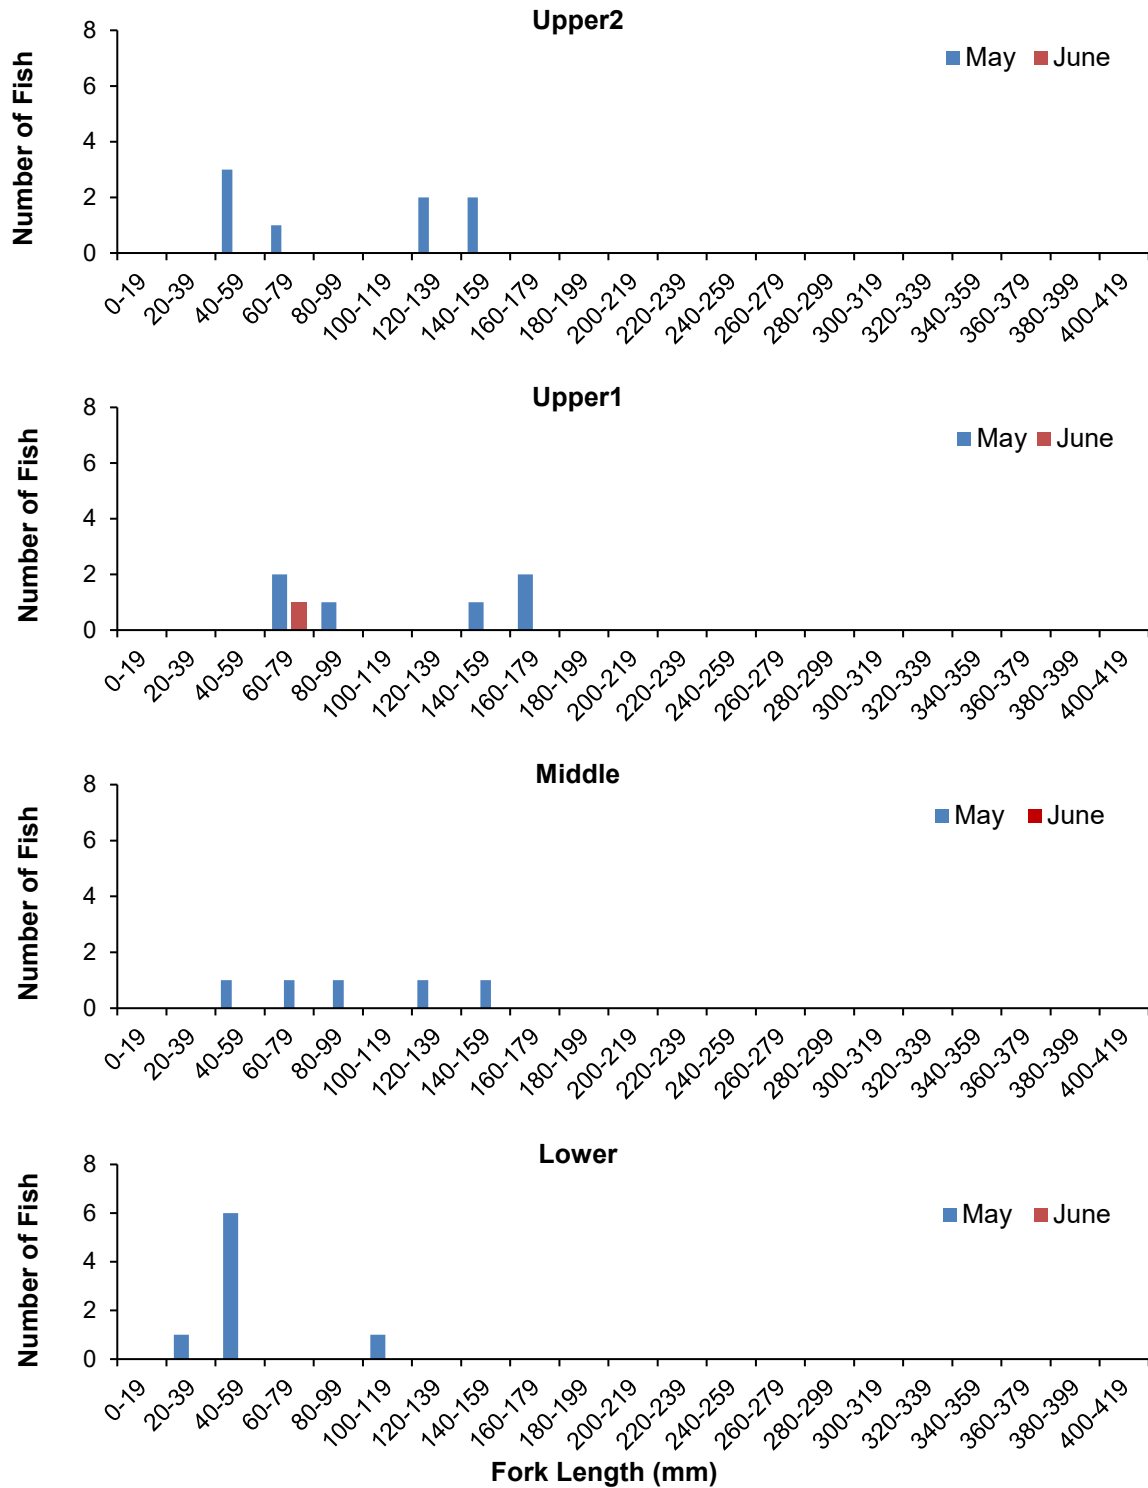 Upper2
8
6
4
2
0
Number of Fish
May June
0-19 20-39 40-59 60-79 80-99 100-119 120-139 140-159 160-179 180-199 200-219 220-239 240-259 260-279 280-299 300-319 320-339 340-359 360-379 380-399 400-419
Upper1
8
6
4
2
0
Number of Fish
May June
0-19 20-39 40-59 60-79 80-99 100-119 120-139 140-159 160-179 180-199 200-219 220-239 240-259 260-279 280-299 300-319 320-339 340-359 360-379 380-399 400-419
Middle
8
6
4
2
0
Number of Fish
May June
0-19 20-39 40-59 60-79 80-99 100-119 120-139 140-159 160-179 180-199 200-219 220-239 240-259 260-279 280-299 300-319 320-339 340-359 360-379 380-399 400-419
Lower
8
6
4
2
0
Number of Fish
May June
0-19 20-39 40-59 60-79 80-99 100-119 120-139 140-159 160-179 180-199 200-219 220-239 240-259 260-279 280-299 300-319 320-339 340-359 360-379 380-399 400-419
Fork Length (mm)